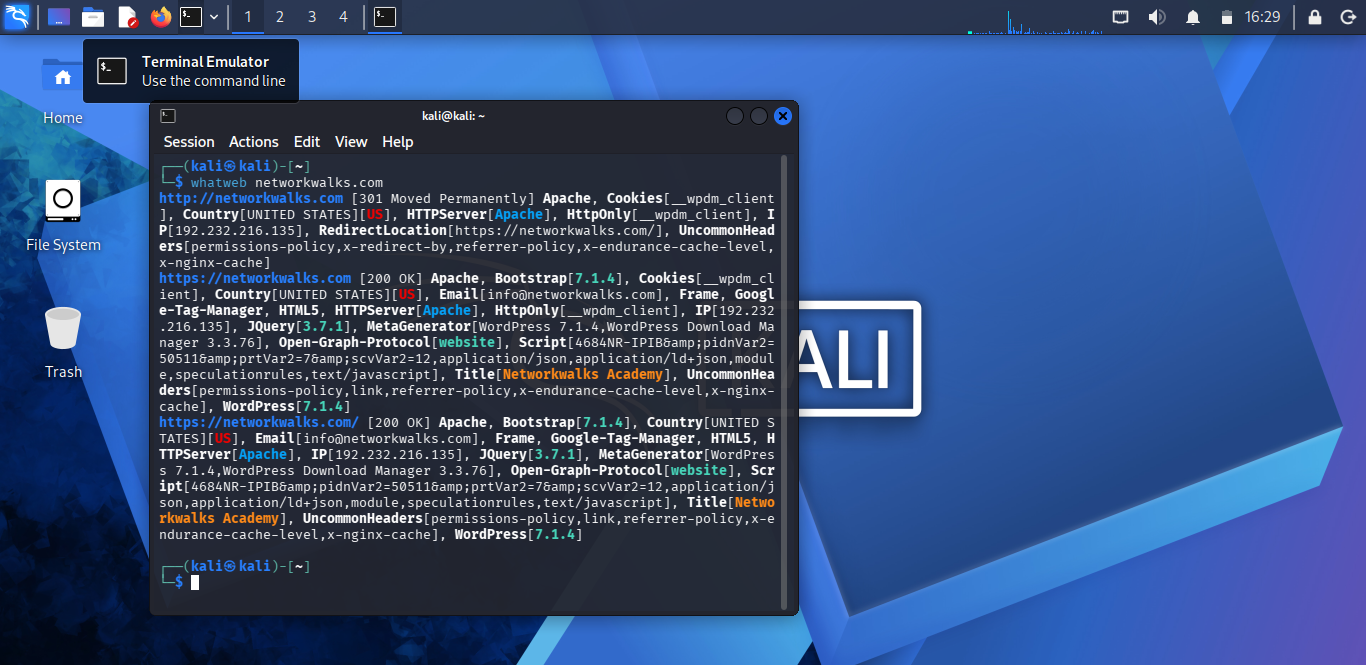 1 2 3 4
16:29
Terminal Emulator
Use the command line
Home
File System
Trash
kali@kali: ~
Session Actions Edit View Help
┌──(kali㉿kali)-[~]
└─$ whatweb networkwalks.com
http://networkwalks.com [301 Moved Permanently] Apache, Cookies[__wpdm_client
], Country[UNITED STATES][US], HTTPServer[Apache], HttpOnly[__wpdm_client], I
P[192.232.216.135], RedirectLocation[https://networkwalks.com/], UncommonHead
ers[permissions-policy,x-redirect-by,referrer-policy,x-endurance-cache-level,
x-nginx-cache]
https://networkwalks.com [200 OK] Apache, Bootstrap[7.1.4], Cookies[__wpdm_cl
ient], Country[UNITED STATES][US], Email[info@networkwalks.com], Frame, Googl
e-Tag-Manager, HTML5, HTTPServer[Apache], HttpOnly[__wpdm_client], IP[192.232
.216.135], JQuery[3.7.1], MetaGenerator[WordPress 7.1.4,WordPress Download Ma
nager 3.3.76], Open-Graph-Protocol[website], Script[4684NR-IPIB&amp;pidnVar2=
50511&amp;prtVar2=7&amp;scvVar2=12,application/json,application/ld+json,modul
e,speculationrules,text/javascript], Title[Networkwalks Academy], UncommonHea
ders[permissions-policy,link,referrer-policy,x-endurance-cache-level,x-nginx-
cache], WordPress[7.1.4]
https://networkwalks.com/ [200 OK] Apache, Bootstrap[7.1.4], Country[UNITED S
TATES][US], Email[info@networkwalks.com], Frame, Google-Tag-Manager, HTML5, H
TTPServer[Apache], IP[192.232.216.135], JQuery[3.7.1], MetaGenerator[WordPres
s 7.1.4,WordPress Download Manager 3.3.76], Open-Graph-Protocol[website], Scr
ipt[4684NR-IPIB&amp;pidnVar2=50511&amp;prtVar2=7&amp;scvVar2=12,application/j
son,application/ld+json,module,speculationrules,text/javascript], Title[Netwo
rkwalks Academy], UncommonHeaders[permissions-policy,link,referrer-policy,x-e
ndurance-cache-level,x-nginx-cache], WordPress[7.1.4]
┌──(kali㉿kali)-[~]
└─$
ALI